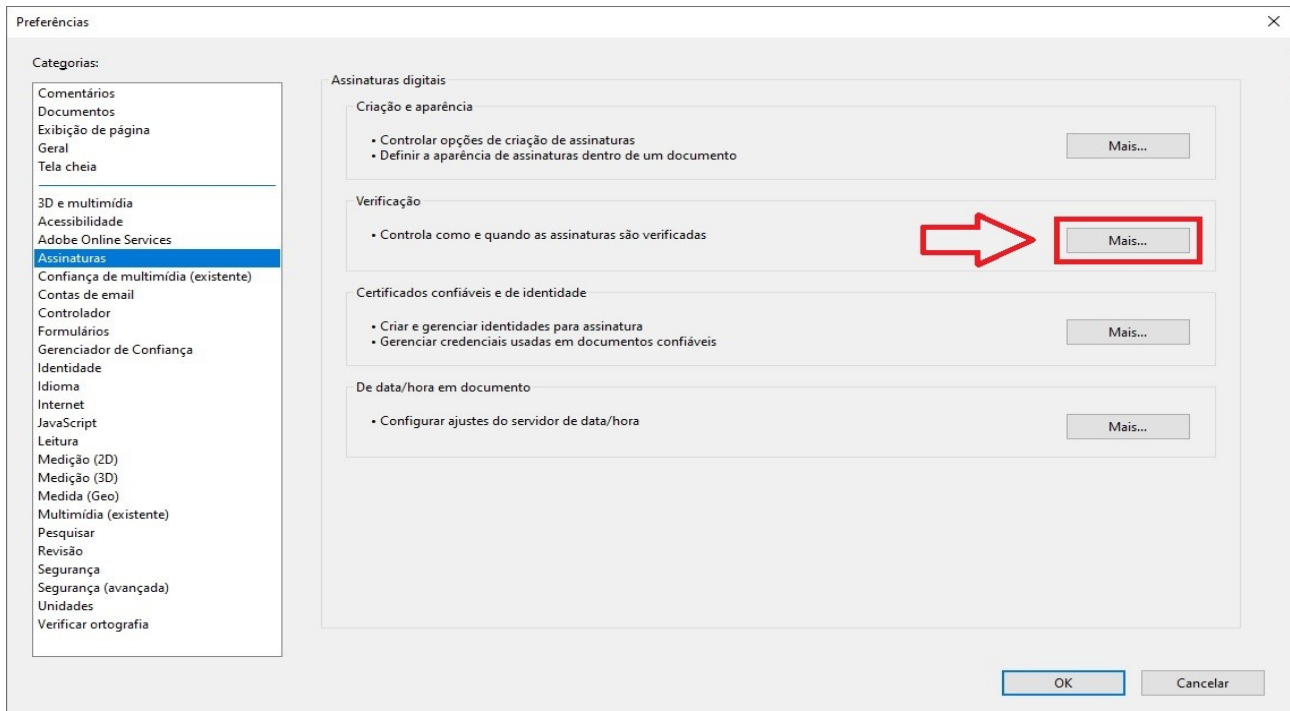 Preferências
Categorias:
Comentários
Documentos
Exibição de página
Geral
Tela cheia
3D e multimídia
Acessibilidade
Adobe Online Services
Assinaturas
Confiança de multimídia (existente)
Contas de email
Controlador
Formulários
Gerenciador de Confiança
Identidade
Idioma
Internet
JavaScript
Leitura
Medição (2D)
Medição (3D)
Medida (Geo)
Multimídia (existente)
Pesquisar
Revisão
Segurança
Segurança (avançada)
Unidades
Verificar ortografia
Assinaturas digitais
Criação e aparência
• Controlar opções de criação de assinaturas
• Definir a aparência de assinaturas dentro de um documento
Mais...
Verificação
• Controla como e quando as assinaturas são verificadas
Mais...
Certificados confiáveis e de identidade
• Criar e gerenciar identidades para assinatura
• Gerenciar credenciais usadas em documentos confiáveis
Mais...
De data/hora em documento
• Configurar ajustes do servidor de data/hora
Mais...
OK
Cancelar